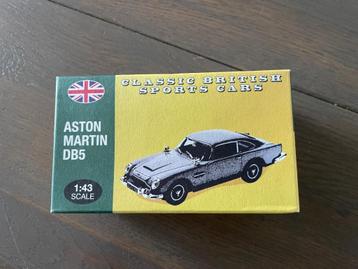 CLASSIC BRITISH
SPORTS CARS
ASTON
MARTIN
DB5
1:43
SCALE